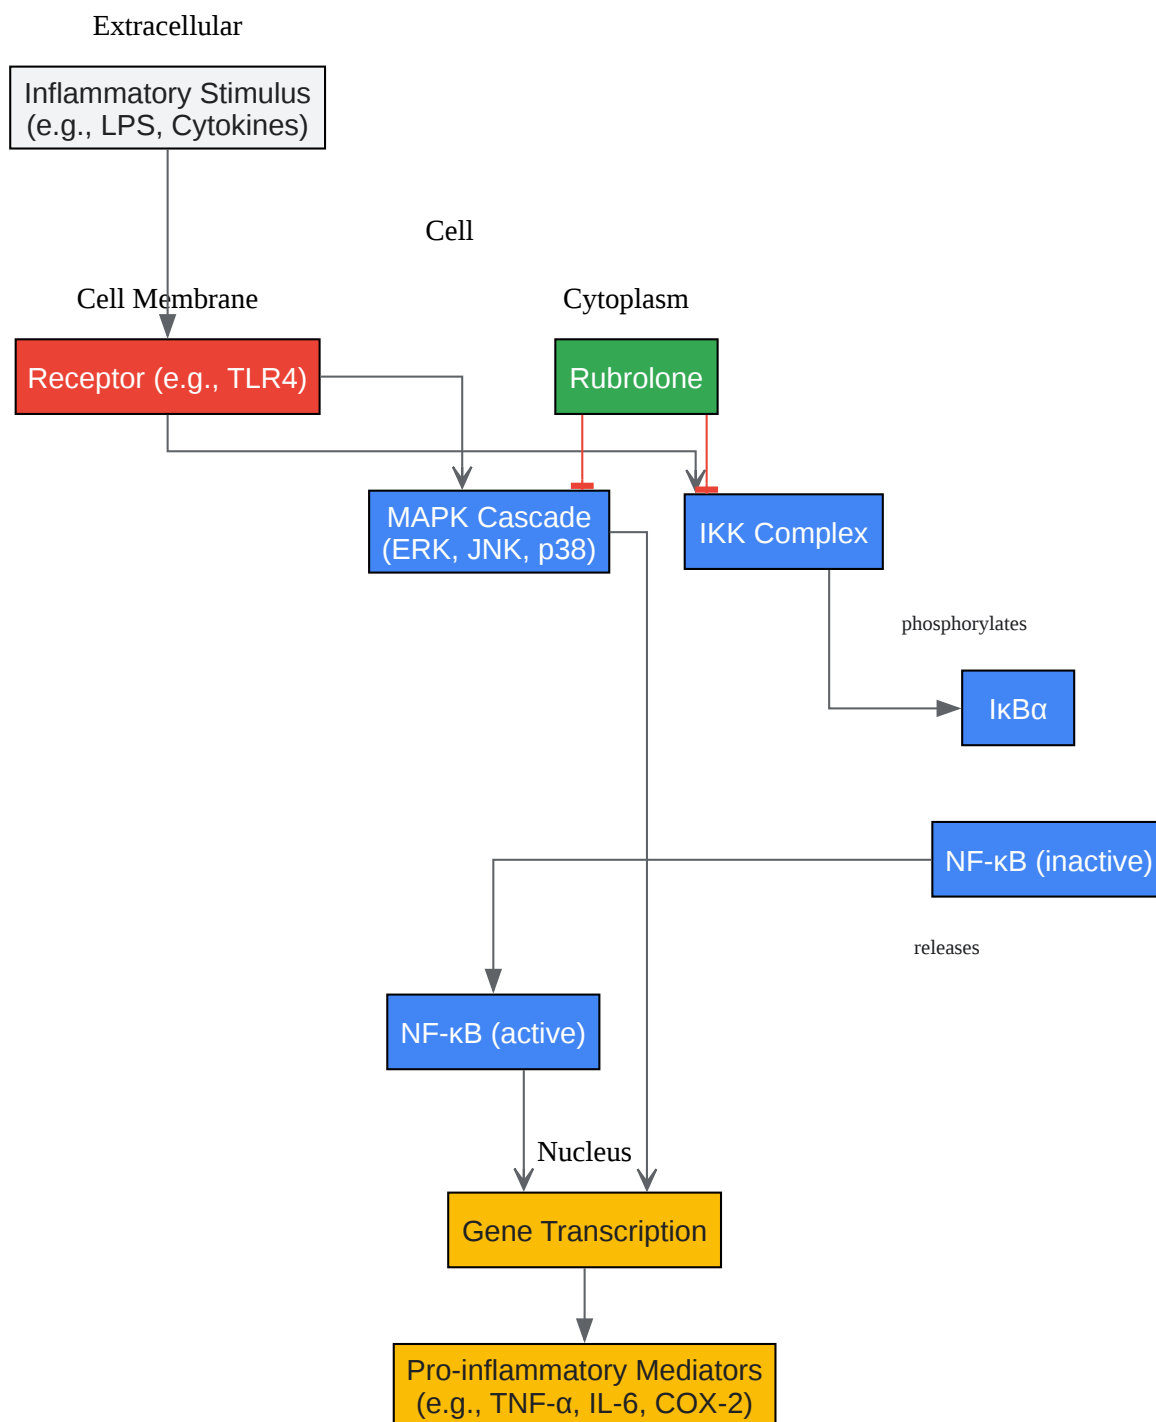 Extracellular
Inflammatory Stimulus
(e.g., LPS, Cytokines)
Cell
Cell Membrane
Cytoplasm
Receptor (e.g., TLR4)
Rubrolone
MAPK Cascade
(ERK, JNK, p38)
IKK Complex
phosphorylates
IκBα
NF-κB (inactive)
releases
NF-κB (active)
Nucleus
Gene Transcription
Pro-inflammatory Mediators
(e.g., TNF-α, IL-6, COX-2)